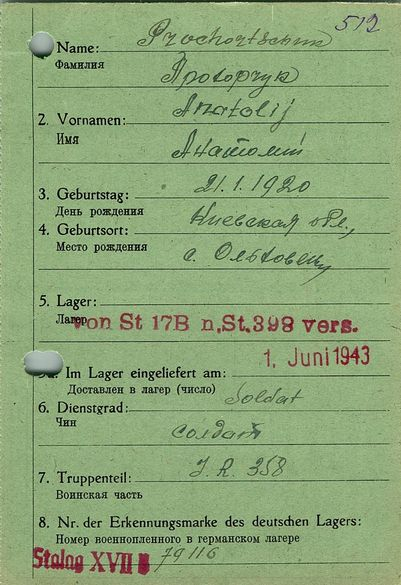 512
Name: Prochortschuk
Фамилия
Прохорчук
2. Vornamen: Anatolij
Имя Анатолий
3. Geburtstag: 21.1.1920
День рождения
4. Geburtsort: Киевская обл.,
Место рождения с.
5. Lager:
Лагерь von St 17B n. St. 398 vers.
1. Juni 1943
5a. Im Lager eingeliefert am:
Доставлен в лагерь (число)
6. Dienstgrad: Soldat
Чин
солдат
7. Truppenteil: J.R. 358
Воинская часть
8. Nr. der Erkennungsmarke des deutschen Lagers:
Номер военнопленного в германском лагере
Stalag XVII B 79116